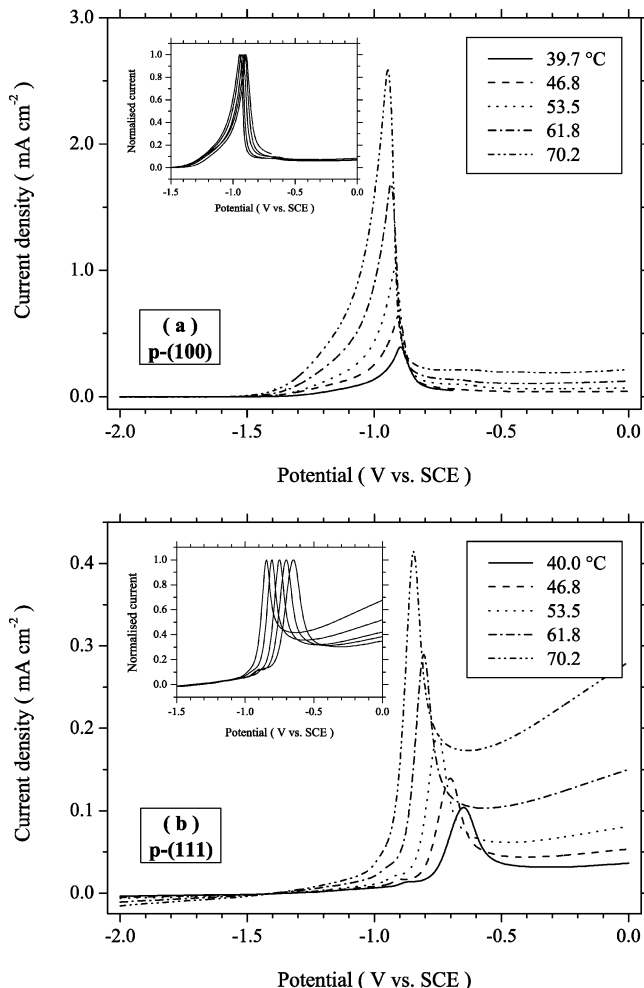 3.0
2.0
1.0
0.0
Current density ( mA cm-2 )
1.0
0.8
0.6
0.4
0.2
0.0
Normalised current
-1.5 -1.0 -0.5 0.0
Potential ( V vs. SCE )
39.7 °C
46.8
53.5
61.8
70.2
( a )
p-(100)
-2.0 -1.5 -1.0 -0.5 0.0
Potential ( V vs. SCE )
0.4
0.3
0.2
0.1
0.0
Current density ( mA cm-2 )
1.0
0.8
0.6
0.4
0.2
0.0
Normalised current
-1.5 -1.0 -0.5 0.0
Potential ( V vs. SCE )
40.0 °C
46.8
53.5
61.8
70.2
( b )
p-(111)
-2.0 -1.5 -1.0 -0.5 0.0
Potential ( V vs. SCE )